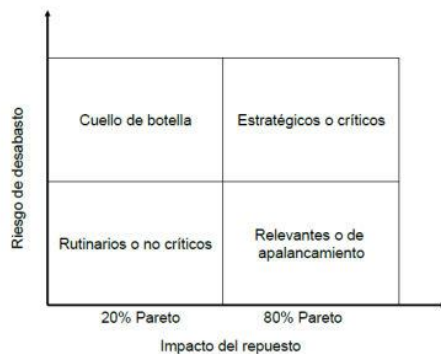 Riesgo de desabasto
Cuello de botella
Estratégicos o críticos
Rutinarios o no críticos
Relevantes o de
apalancamiento
20% Pareto
80% Pareto
Impacto del repuesto